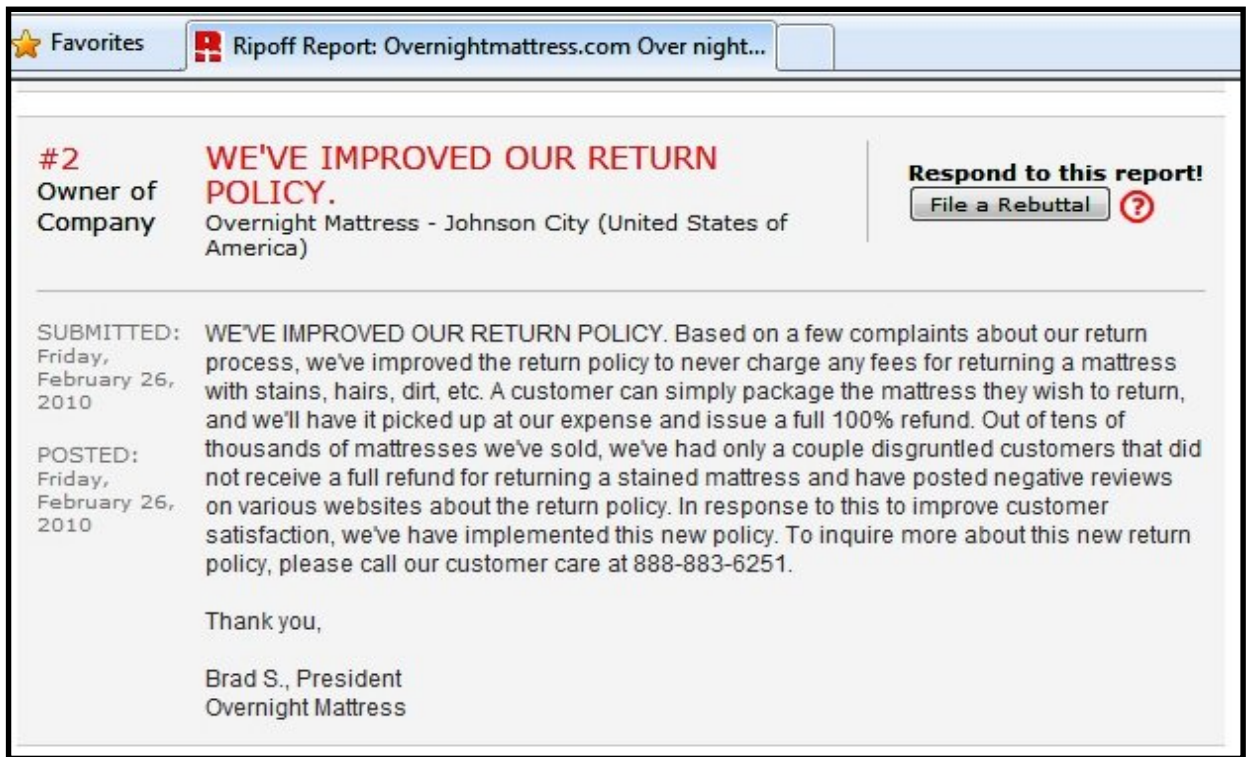 Favorites
Ripoff Report: Overnightmattress.com Over night...
#2
Owner of
Company
WE'VE IMPROVED OUR RETURN
POLICY.
Overnight Mattress - Johnson City (United States of
America)
Respond to this report!
File a Rebuttal
?
SUBMITTED:
Friday,
February 26,
2010
POSTED:
Friday,
February 26,
2010
WE'VE IMPROVED OUR RETURN POLICY. Based on a few complaints about our return
process, we've improved the return policy to never charge any fees for returning a mattress
with stains, hairs, dirt, etc. A customer can simply package the mattress they wish to return,
and we'll have it picked up at our expense and issue a full 100% refund. Out of tens of
thousands of mattresses we've sold, we've had only a couple disgruntled customers that did
not receive a full refund for returning a stained mattress and have posted negative reviews
on various websites about the return policy. In response to this to improve customer
satisfaction, we've have implemented this new policy. To inquire more about this new return
policy, please call our customer care at 888-883-6251.
Thank you,
Brad S., President
Overnight Mattress